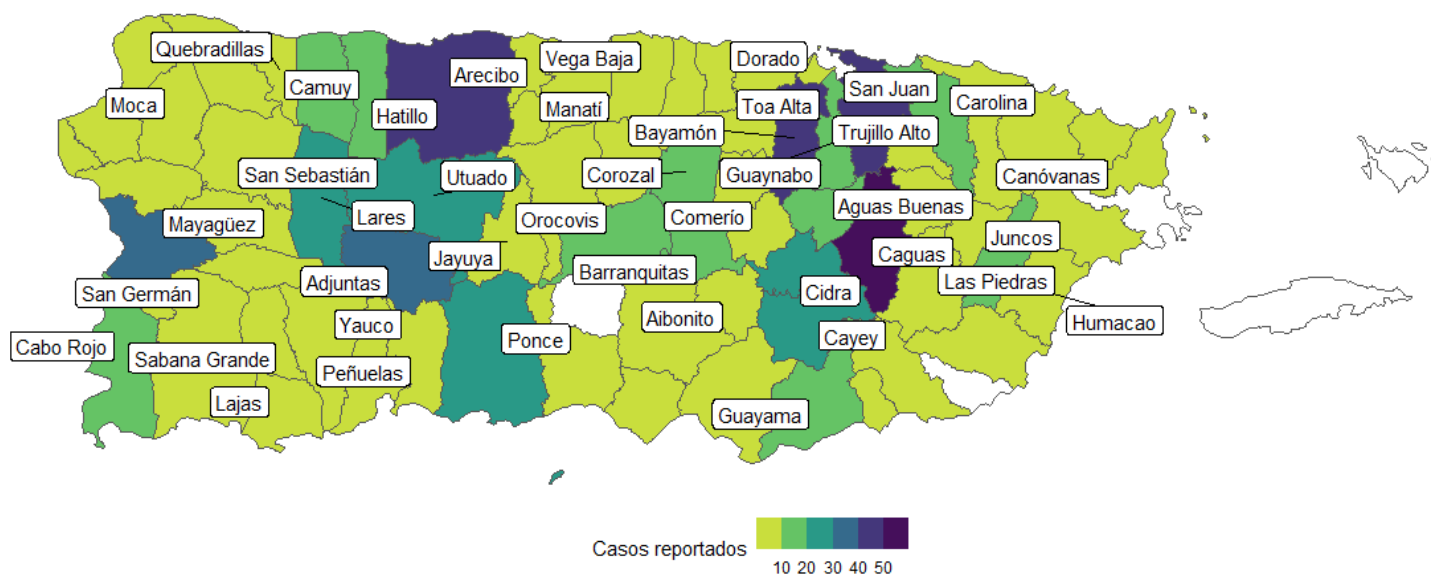 Quebradillas
Vega Baja
Dorado
Arecibo
Camuy
San Juan
Moca
Carolina
Toa Alta
Hatillo
Manatí
Bayamón
Trujillo Alto
San Sebastián
Utuado
Corozal
Guaynabo
Canóvanas
Lares
Aguas Buenas
Mayagüez
Orocovis
Comerío
Juncos
Caguas
Jayuya
Barranquitas
Adjuntas
Las Piedras
San Germán
Cidra
Yauco
Aibonito
Humacao
Cabo Rojo
Ponce
Cayey
Sabana Grande
Peñuelas
Lajas
Guayama
Casos reportados
10 20 30 40 50